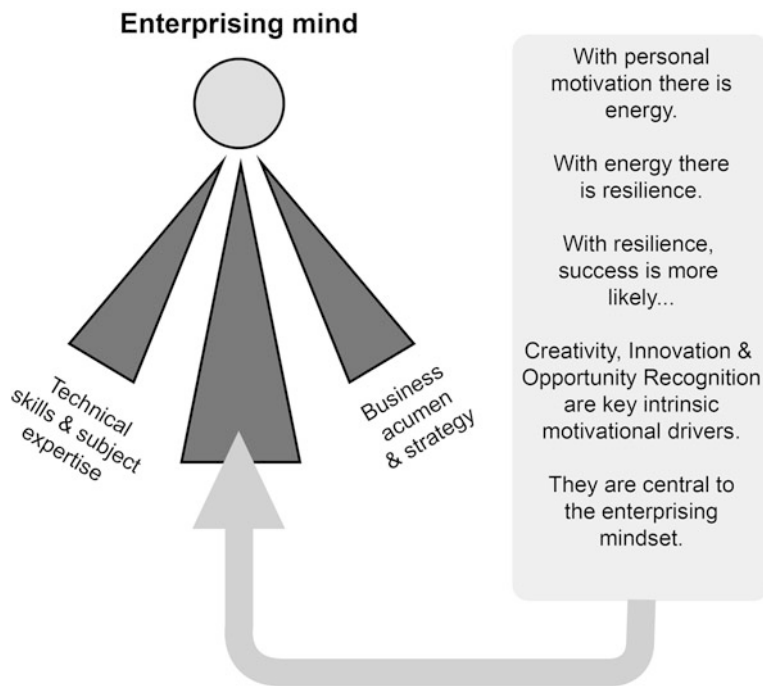 Enterprising mind
Technical
skills & subject
expertise
Business
acumen
& strategy
With personal
motivation there is
energy.
With energy there
is resilience.
With resilience,
success is more
likely...
Creativity, Innovation &
Opportunity Recognition
are key intrinsic
motivational drivers.
They are central to
the enterprising
mindset.